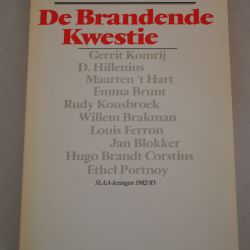 De Brandende
Kwestie
Gerrit Komrij
D. Hillenius
Maarten 't Hart
Emma Brunt
Rudy Kousbroek
Willem Brakman
Louis Ferron
Jan Blokker
Hugo Brandt Corstius
Ethel Portnoy
SLAA-lezingen 1982/83